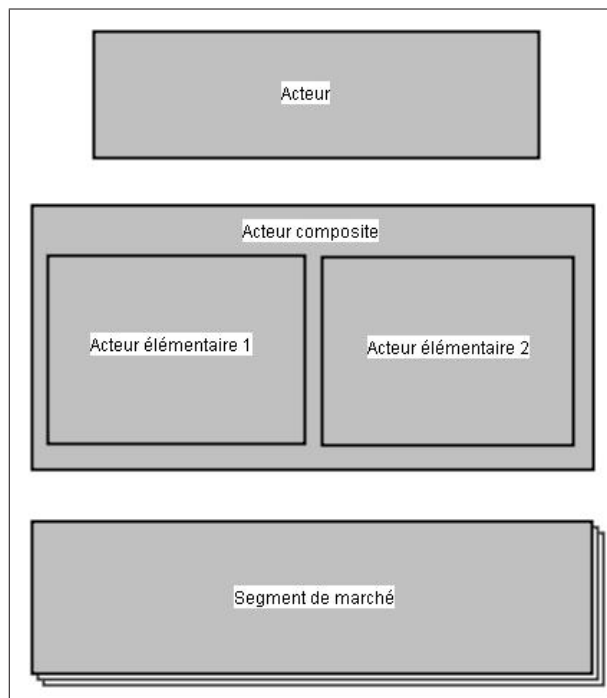 Acteur
Acteur composite
Acteur élémentaire 1
Acteur élémentaire 2
Segment de marché